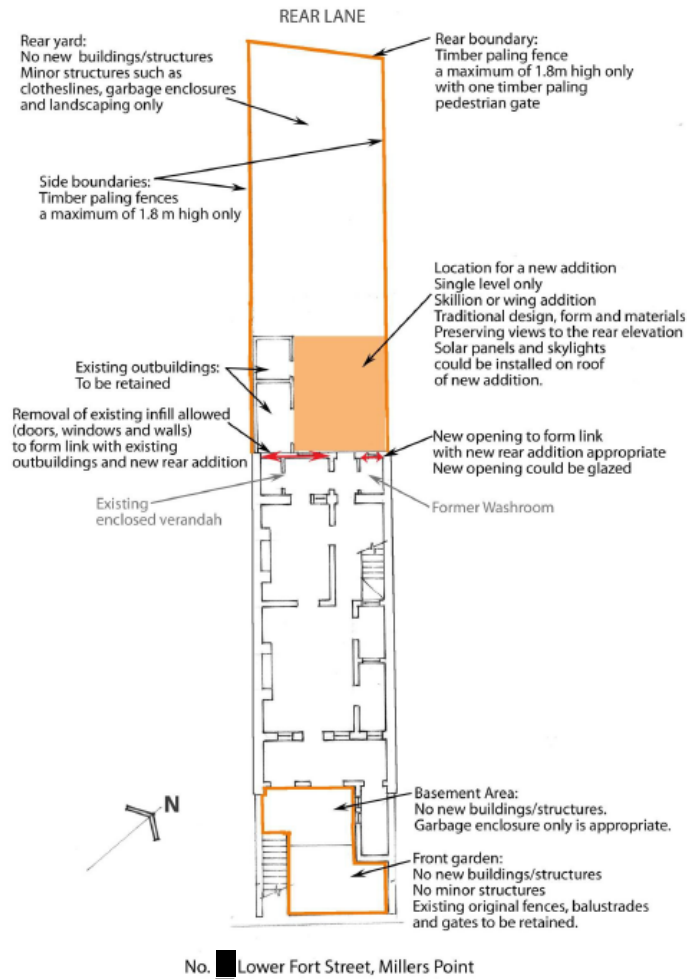 REAR LANE
Rear yard:
No new buildings/structures
Minor structures such as
clotheslines, garbage enclosures
and landscaping only
Rear boundary:
Timber paling fence
a maximum of 1.8m high only
with one timber paling
pedestrian gate
Side boundaries:
Timber paling fences
a maximum of 1.8 m high only
Location for a new addition
Single level only
Skillion or wing addition
Traditional design, form and materials
Preserving views to the rear elevation
Solar panels and skylights
could be installed on roof
of new addition.
Existing outbuildings:
To be retained
Removal of existing infill allowed
(doors, windows and walls)
to form link with existing
outbuildings and new rear addition
New opening to form link
with new rear addition appropriate
New opening could be glazed
Existing
enclosed verandah
Former Washroom
N
Basement Area:
No new buildings/structures.
Garbage enclosure only is appropriate.
Front garden:
No new buildings/structures
No minor structures
Existing original fences, balustrades
and gates to be retained.
No. Lower Fort Street, Millers Point